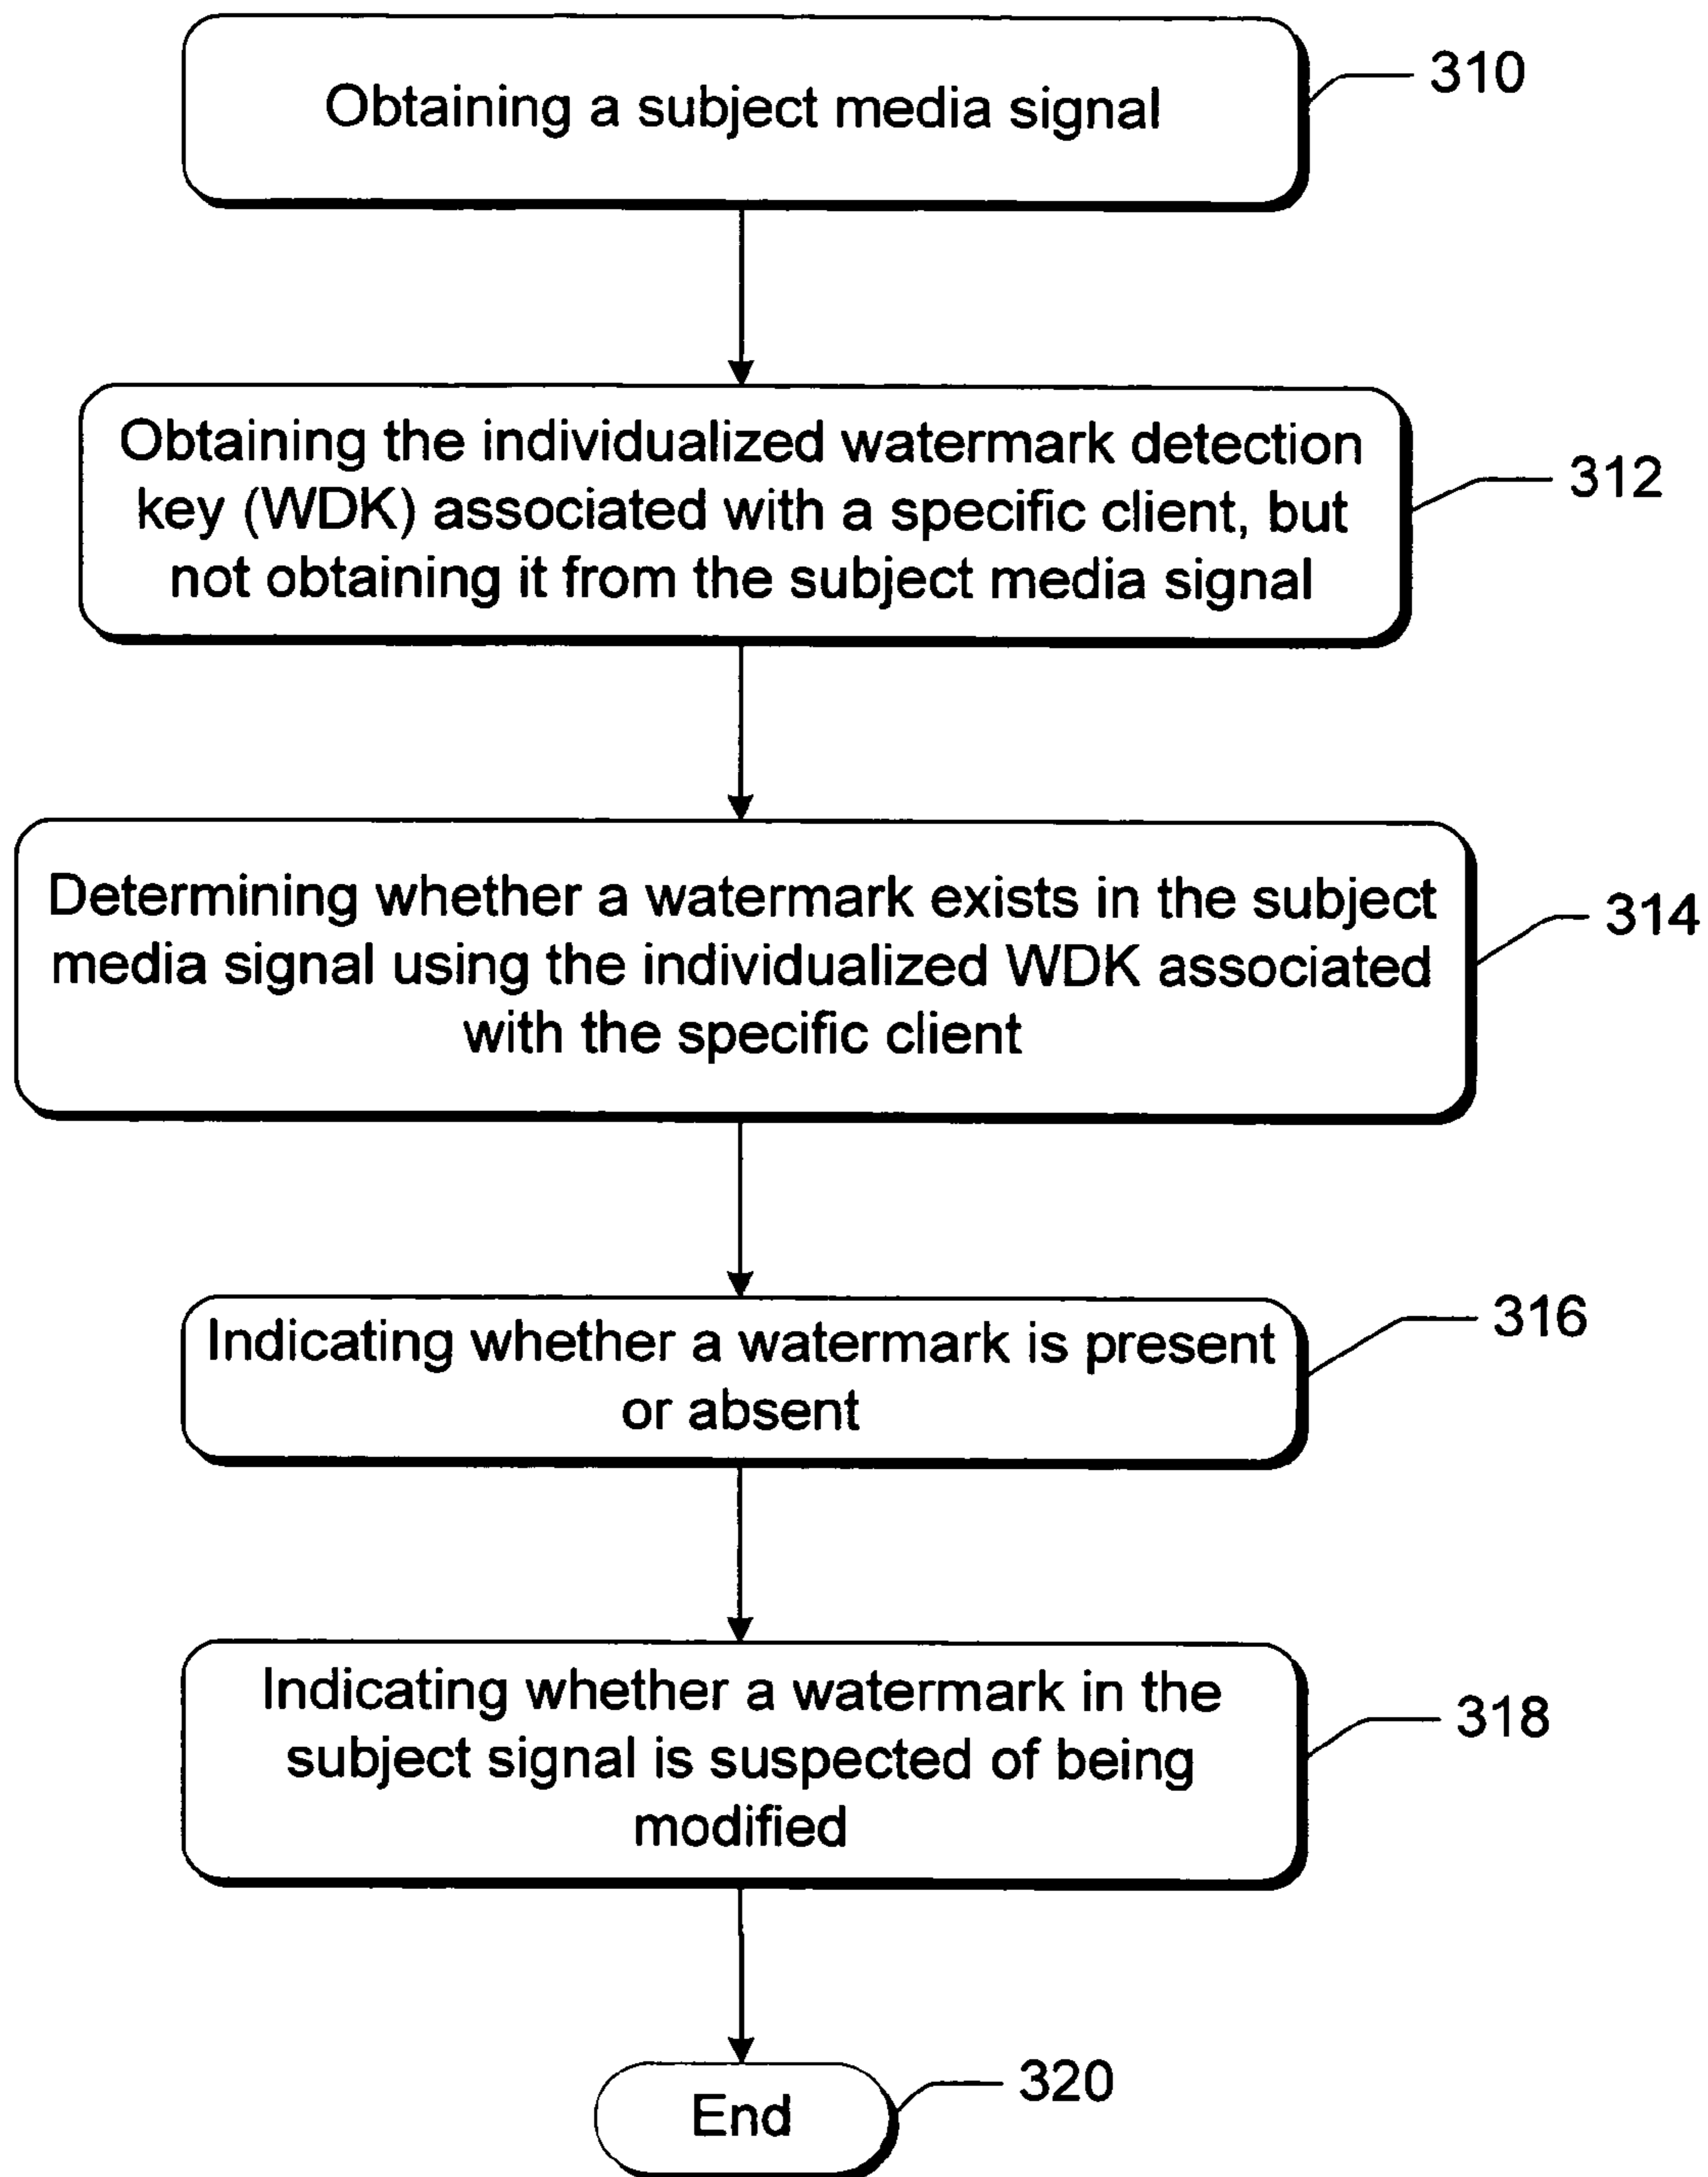 Obtaining a subject media signal
310
Obtaining the individualized watermark detection
key (WDK) associated with a specific client, but
not obtaining it from the subject media signal
312
Determining whether a watermark exists in the subject
media signal using the individualized WDK associated
with the specific client
314
Indicating whether a watermark is present
or absent
316
Indicating whether a watermark in the
subject signal is suspected of being
modified
318
End
320